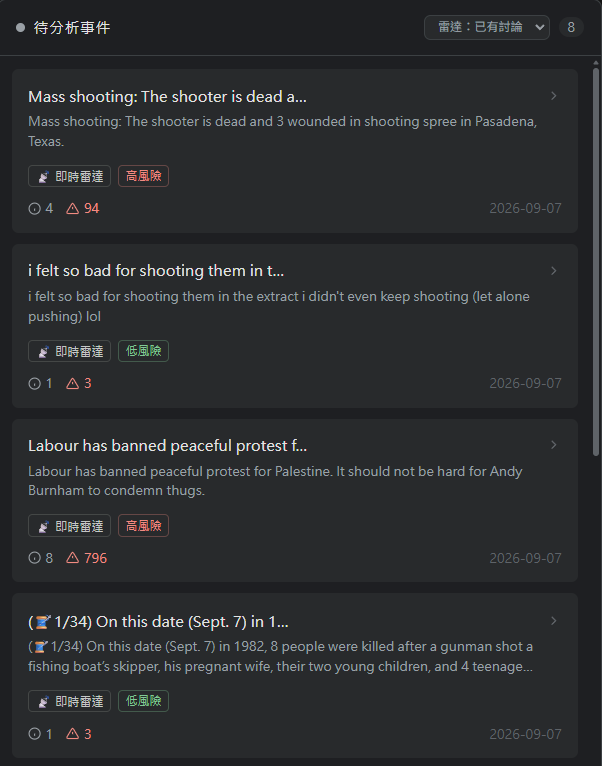 待分析事件
雷達：已有討論
8
Mass shooting: The shooter is dead a...
Mass shooting: The shooter is dead and 3 wounded in shooting spree in Pasadena,
Texas.
即時雷達 高風險
4 94 2026-09-07
i felt so bad for shooting them in t...
i felt so bad for shooting them in the extract i didn't even keep shooting (let alone
pushing) lol
即時雷達 低風險
1 3 2026-09-07
Labour has banned peaceful protest f...
Labour has banned peaceful protest for Palestine. It should not be hard for Andy
Burnham to condemn thugs.
即時雷達 高風險
8 796 2026-09-07
(🧵1/34) On this date (Sept. 7) in 1...
(🧵1/34) On this date (Sept. 7) in 1982, 8 people were killed after a gunman shot a
fishing boat’s skipper, his pregnant wife, their two young children, and 4 teenage...
即時雷達 低風險
1 3 2026-09-07